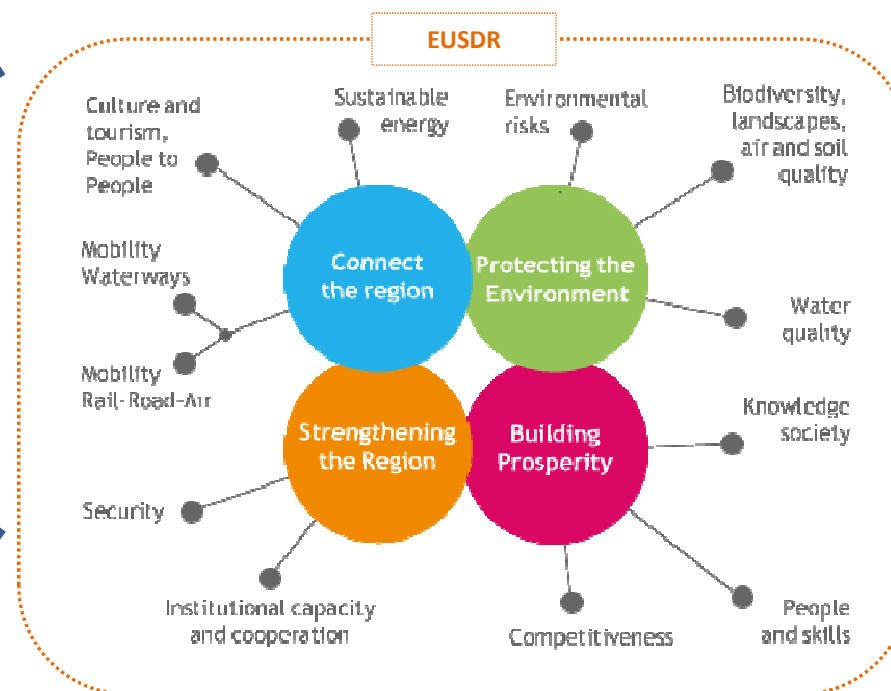 EUSDR
Culture and
tourism,
People to
People
Sustainable
energy
Environmental
risks
Biodiversity,
landscapes,
air and soil
quality
Mobility
Waterways
Connect
the region
Protecting the
Environment
Water
quality
Mobility
Rail-Road-Air
Strengthening
the Region
Building
Prosperity
Knowledge
society
Security
Institutional capacity
and cooperation
Competitiveness
People
and skills